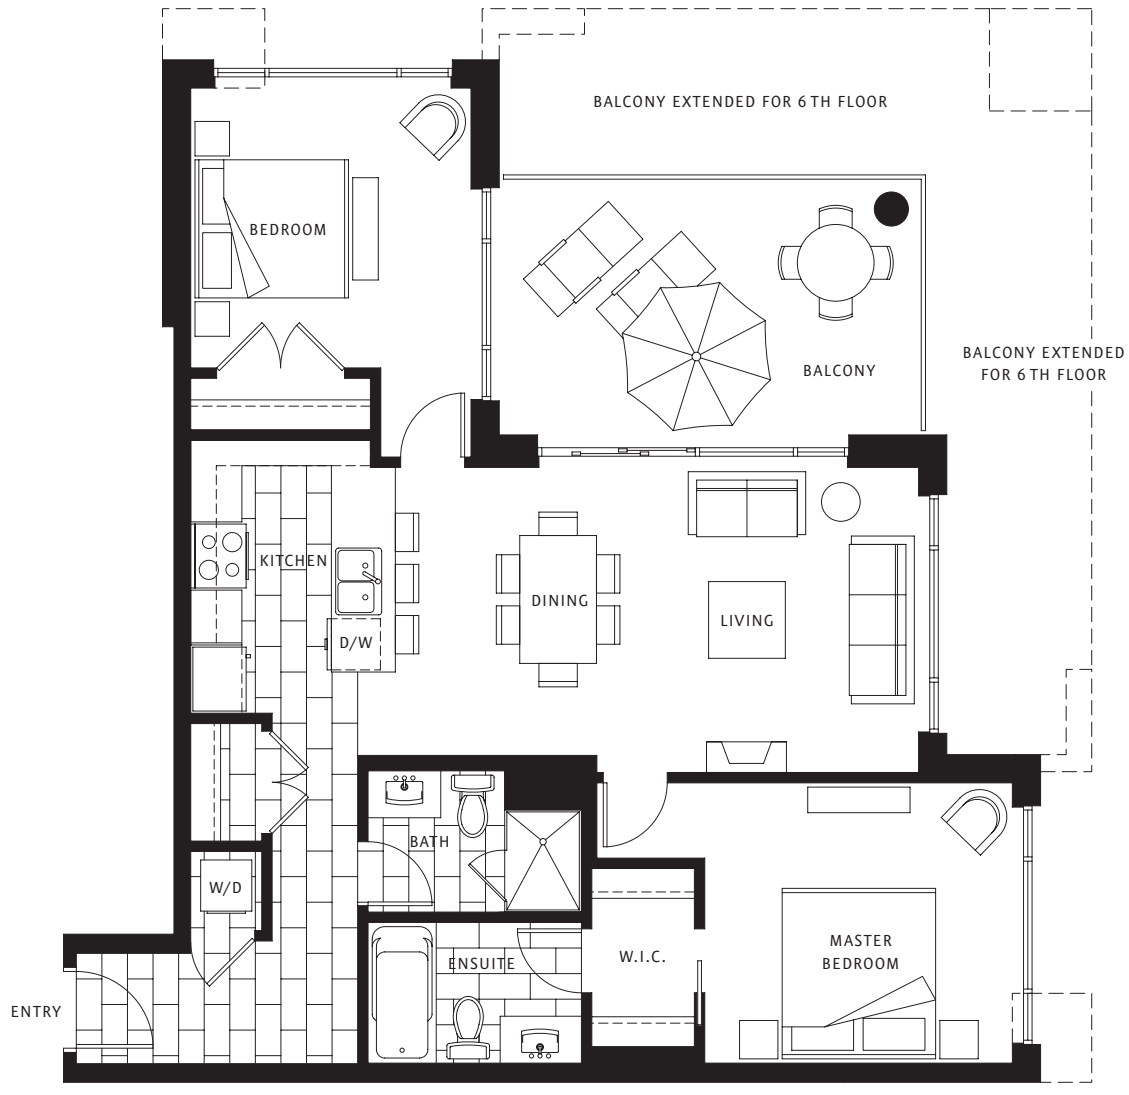 BALCONY EXTENDED FOR 6 TH FLOOR
BEDROOM
BALCONY EXTENDED
FOR 6 TH FLOOR
BALCONY
KITCHEN
DINING
LIVING
D/W
BATH
W/D
MASTER
BEDROOM
W.I.C.
ENSUITE
ENTRY